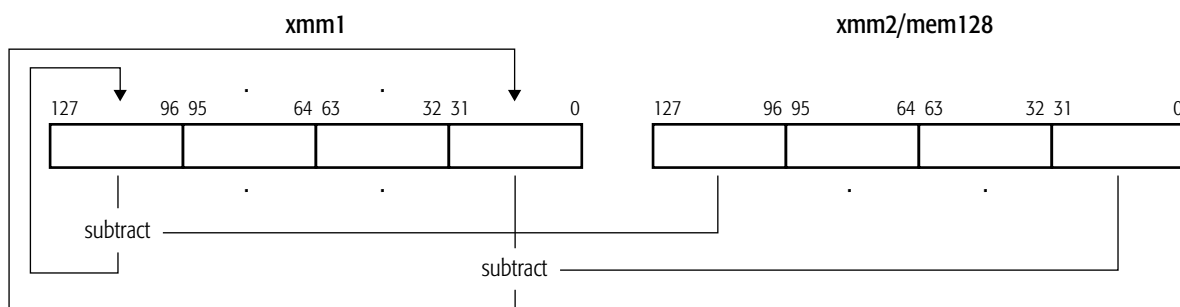 xmm1 xmm2/mem128
. .
127 96 95 64 63 32 31 0 127 96 95 64 63 32 31 0
. . . .
subtract
subtract